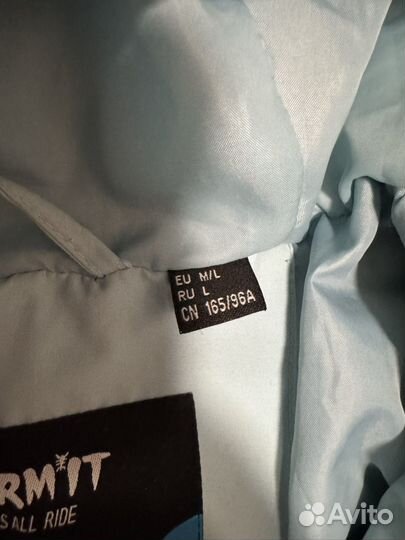 EU M/L
RU L
CN 165/96A
RM IT
S ALL RIDE
Avito